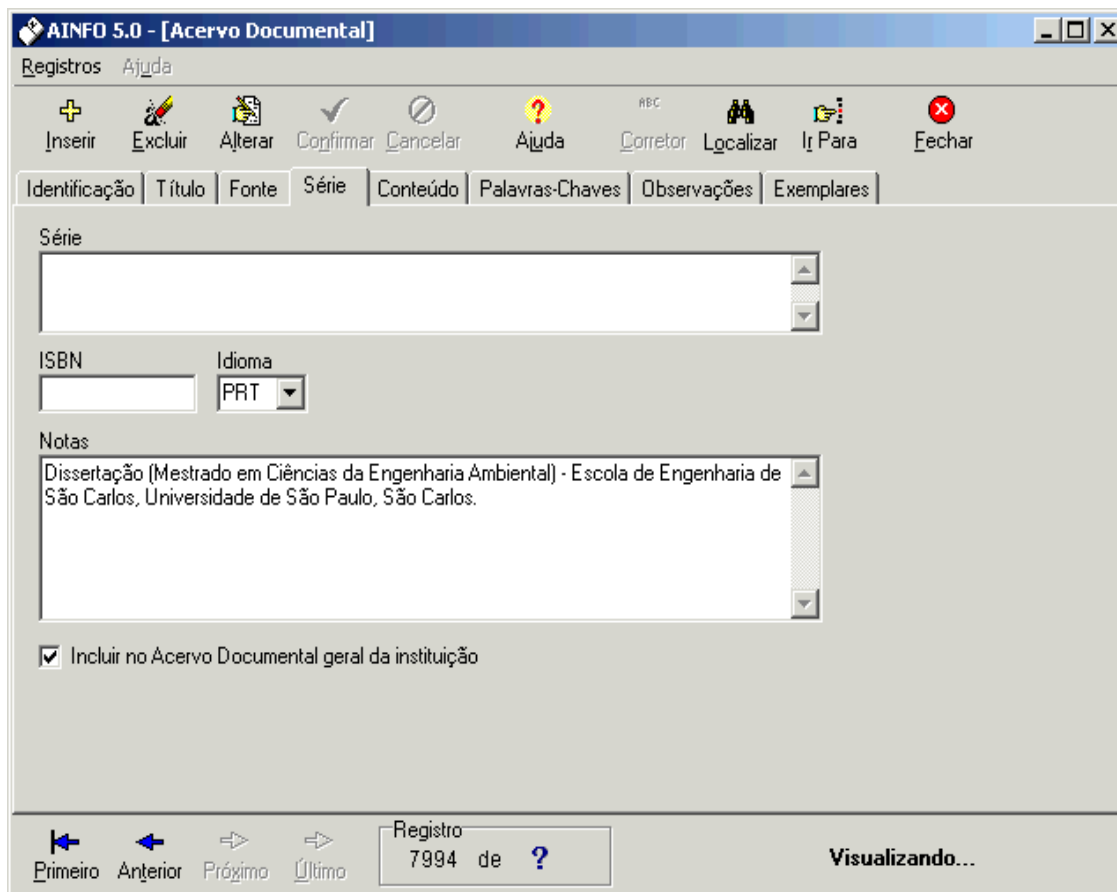 AINFO 5.0 - [Acervo Documental]
Registros Ajuda
ABC
Inserir Excluir Alterar Confirmar Cancelar Ajuda Corretor Localizar Ir Para Fechar
Identificação Título Fonte Série Conteúdo Palavras-Chaves Observações Exemplares
Série
ISBN Idioma
PRT
Notas
Dissertação (Mestrado em Ciências da Engenharia Ambiental) - Escola de Engenharia de
São Carlos, Universidade de São Paulo, São Carlos.
Incluir no Acervo Documental geral da instituição
Registro
7994 de ?
Primeiro Anterior Próximo Último
Visualizando...